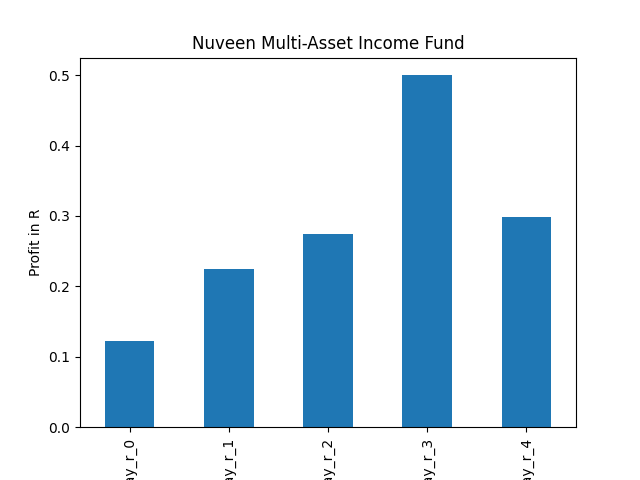 Nuveen Multi-Asset Income Fund
Profit in R
0.5
0.4
0.3
0.2
0.1
0.0
ay_r_0
ay_r_1
ay_r_2
ay_r_3
ay_r_4